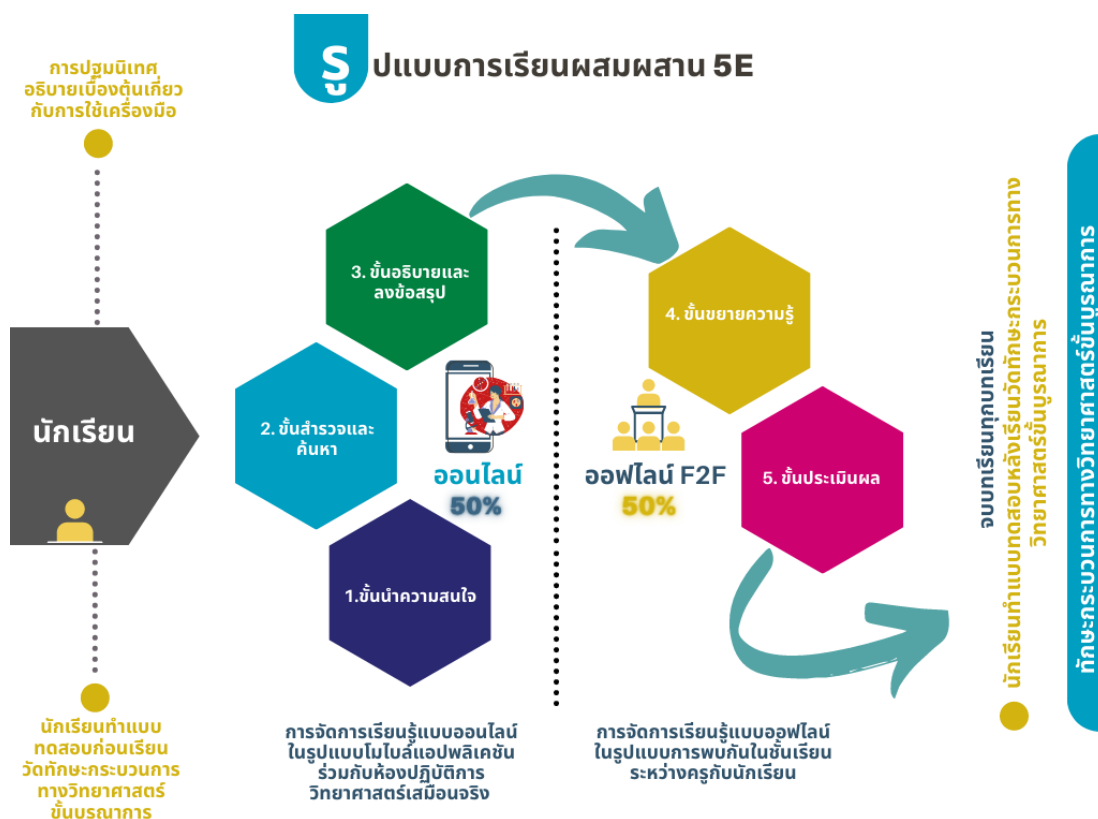 รูปแบบการเรียนผสมผสาน 5E
การปฐมนิเทศ
อธิบายเบื้องต้นเกี่ยว
กับการใช้เครื่องมือ
นักเรียน
นักเรียนทำแบบ
ทดสอบก่อนเรียน
วัดทักษะกระบวนการ
ทางวิทยาศาสตร์
ขั้นบูรณาการ
3. ขั้นอธิบายและ
ลงข้อสรุป
2. ขั้นสำรวจและ
ค้นหา
1.ขั้นนำความสนใจ
ออนไลน์
50%
การจัดการเรียนรู้แบบออนไลน์
ในรูปแบบโมไบล์แอปพลิเคชัน
ร่วมกับห้องปฏิบัติการ
วิทยาศาสตร์เสมือนจริง
4. ขั้นขยายความรู้
ออฟไลน์ F2F
50%
5. ขั้นประเมินผล
การจัดการเรียนรู้แบบออฟไลน์
ในรูปแบบการพบกันในชั้นเรียน
ระหว่างครูกับนักเรียน
จบบทเรียนทุกบทเรียน
นักเรียนทำแบบทดสอบหลังเรียนวัดทักษะกระบวนการทาง
วิทยาศาสตร์ขั้นบูรณาการ
ทักษะกระบวนการทางวิทยาศาสตร์ขั้นบูรณาการ